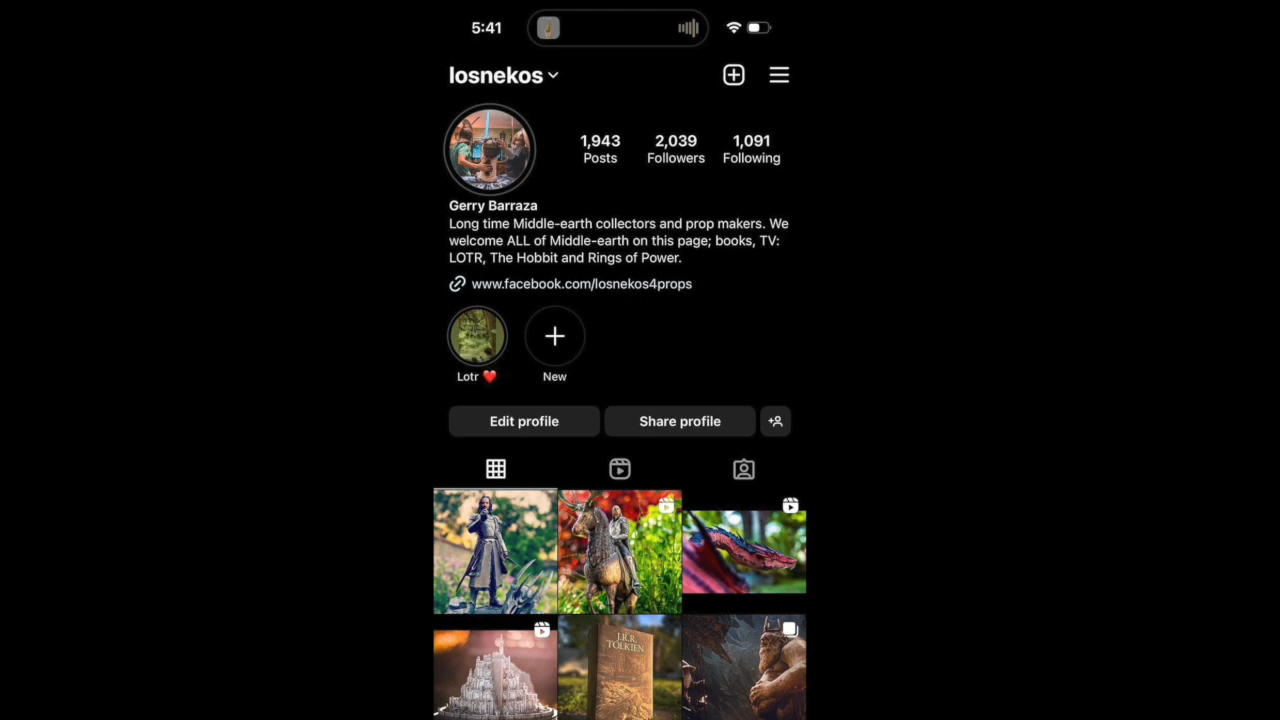 5:41
losnekos
1,943 2,039 1,091
Posts Followers Following
Gerry Barraza
Long time Middle-earth collectors and prop makers. We
welcome ALL of Middle-earth on this page; books, TV:
LOTR, The Hobbit and Rings of Power.
www.facebook.com/losnekos4props
Lotr ❤️ New
Edit profile Share profile
J.R.R.
TOLKIEN